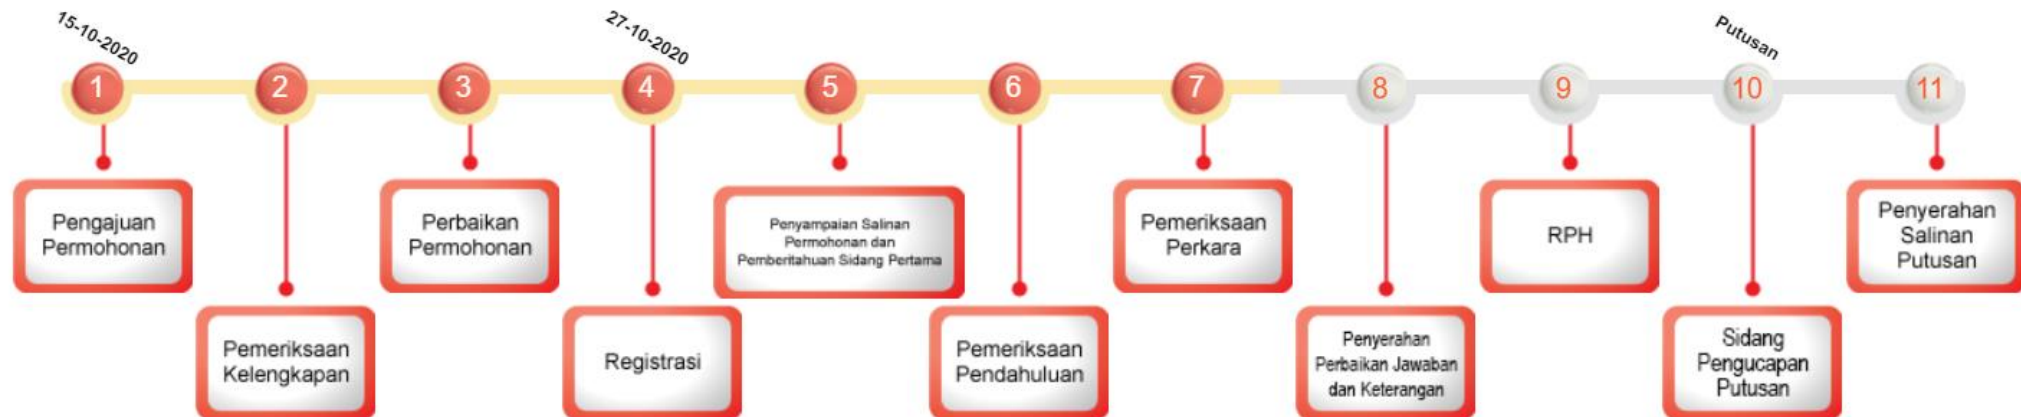 15-10-2020
27-10-2020
Putusan
1
2
3
4
5
6
7
8
9
10
11
Pengajuan
Permohonan
Pemeriksaan
Kelengkapan
Perbaikan
Permohonan
Registrasi
Penyampaian Salinan
Permohonan dan
Pemberitahuan Sidang Pertama
Pemeriksaan
Pendahuluan
Pemeriksaan
Perkara
Penyerahan
Perbaikan Jawaban
dan Keterangan
RPH
Sidang
Pengucapan
Putusan
Penyerahan
Salinan
Putusan